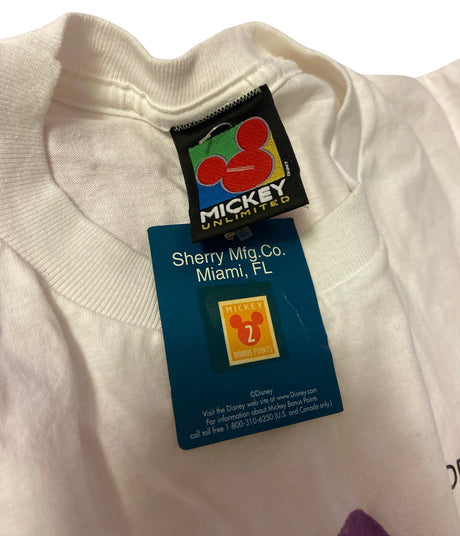 MICKEY
UNLIMITED
Sherry Mfg.Co.
Miami, FL
MICKEY
2
BONUS POINTS
©Disney
Visit the Disney web site at www.Disney.com
For information about Mickey Bonus Points
call toll free 1-800-310-6250 (U.S. and Canada only.)